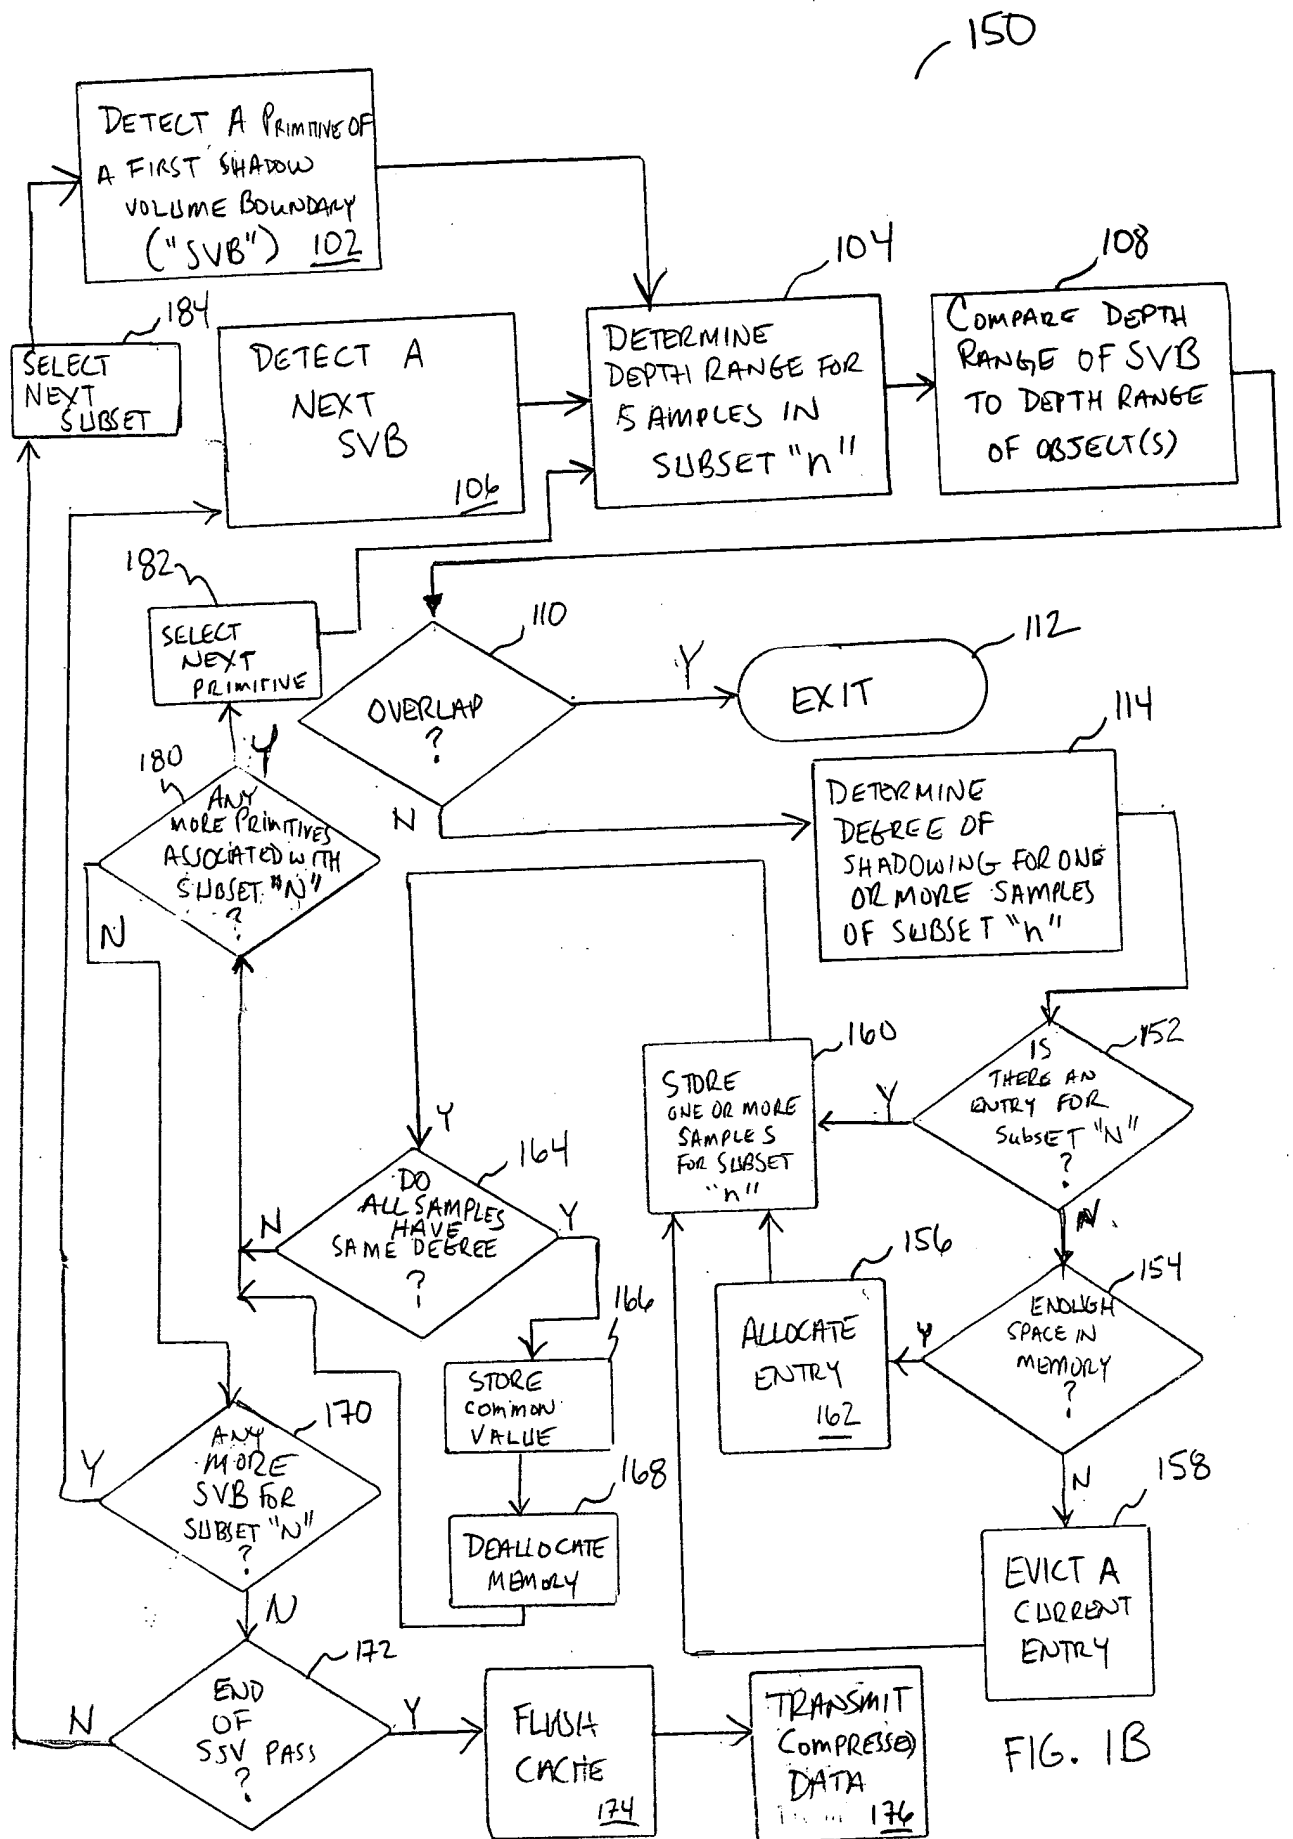 150
DETECT A PRIMITIVE OF
A FIRST SHADOW
VOLUME BOUNDARY
("SVB") 102
184
SELECT
NEXT
SUBSET
DETECT A
NEXT
SVB
106
104
DETERMINE
DEPTH RANGE FOR
SAMPLES IN
SUBSET "n"
108
COMPARE DEPTH
RANGE OF SVB
TO DEPTH RANGE
OF OBJECT(S)
182
SELECT
NEXT
PRIMITIVE
110
OVERLAP
?
Y
112
EXIT
N
114
DETERMINE
DEGREE OF
SHADOWING FOR ONE
OR MORE SAMPLES
OF SUBSET "n"
Y
180
ANY
MORE PRIMITIVES
ASSOCIATED WITH
SUBSET "N"
?
N
152
IS
THERE AN
ENTRY FOR
SUBSET "N"
?
Y
N.
160
STORE
ONE OR MORE
SAMPLES
FOR SUBSET
"n"
Y
164
DO
ALL SAMPLES
HAVE
SAME DEGREE
?
N
Y
156
ALLOCATE
ENTRY
162
154
ENOUGH
SPACE IN
MEMORY
?
Y
N
166
STORE
COMMON
VALUE
168
DEALLOCATE
MEMORY
158
EVICT A
CURRENT
ENTRY
170
ANY
MORE
SVB FOR
SUBSET "N"
?
Y
N
172
END
OF
SSV PASS
?
N
Y
FLUSH
CACHE
174
TRANSMIT
COMPRESSED
DATA
176
FIG. 1B